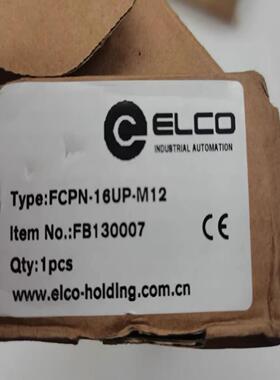 ELCO
INDUSTRIAL AUTOMATION
Type:FCPN-16UP-M12
Item No.:FB130007
CE
Qty:1pcs
www.elco-holding.com.cn